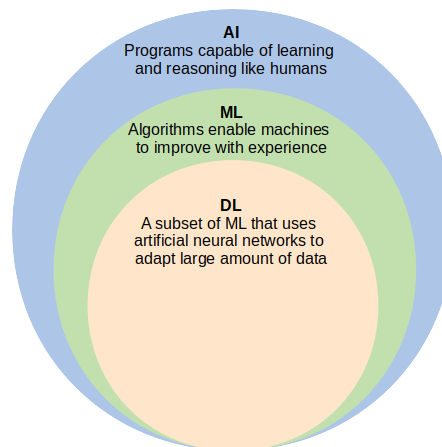 AI
Programs capable of learning
and reasoning like humans
ML
Algorithms enable machines
to improve with experience
DL
A subset of ML that uses
artificial neural networks to
adapt large amount of data